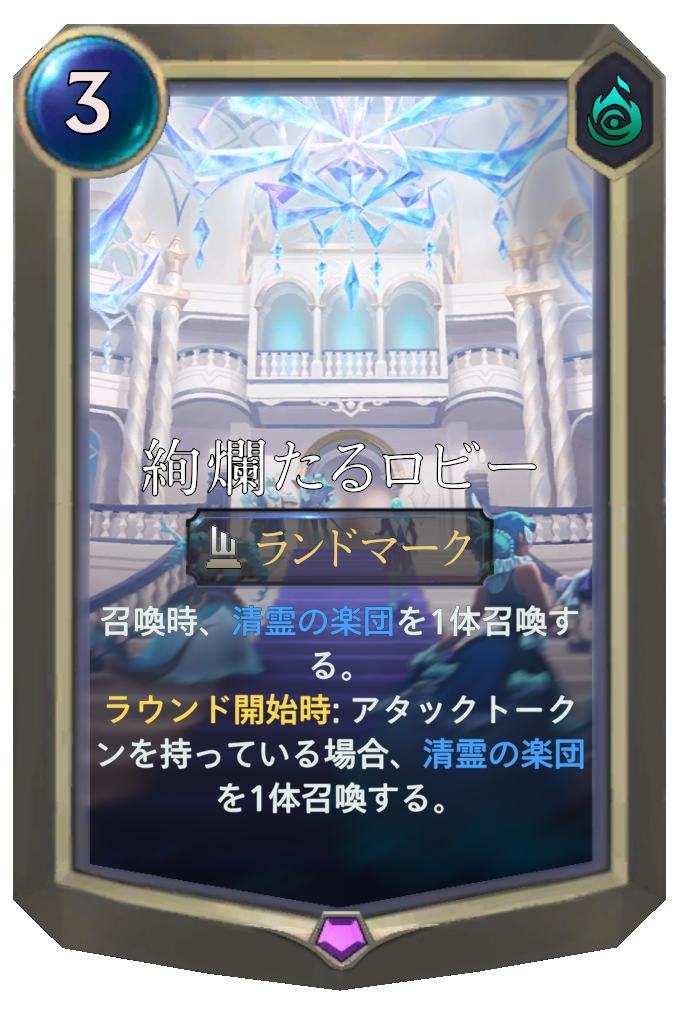 3
絢爛たるロビー
ランドマーク
召喚時、清霊の楽団を1体召喚す
る。
ラウンド開始時: アタックトーク
ンを持っている場合、清霊の楽団
を1体召喚する。